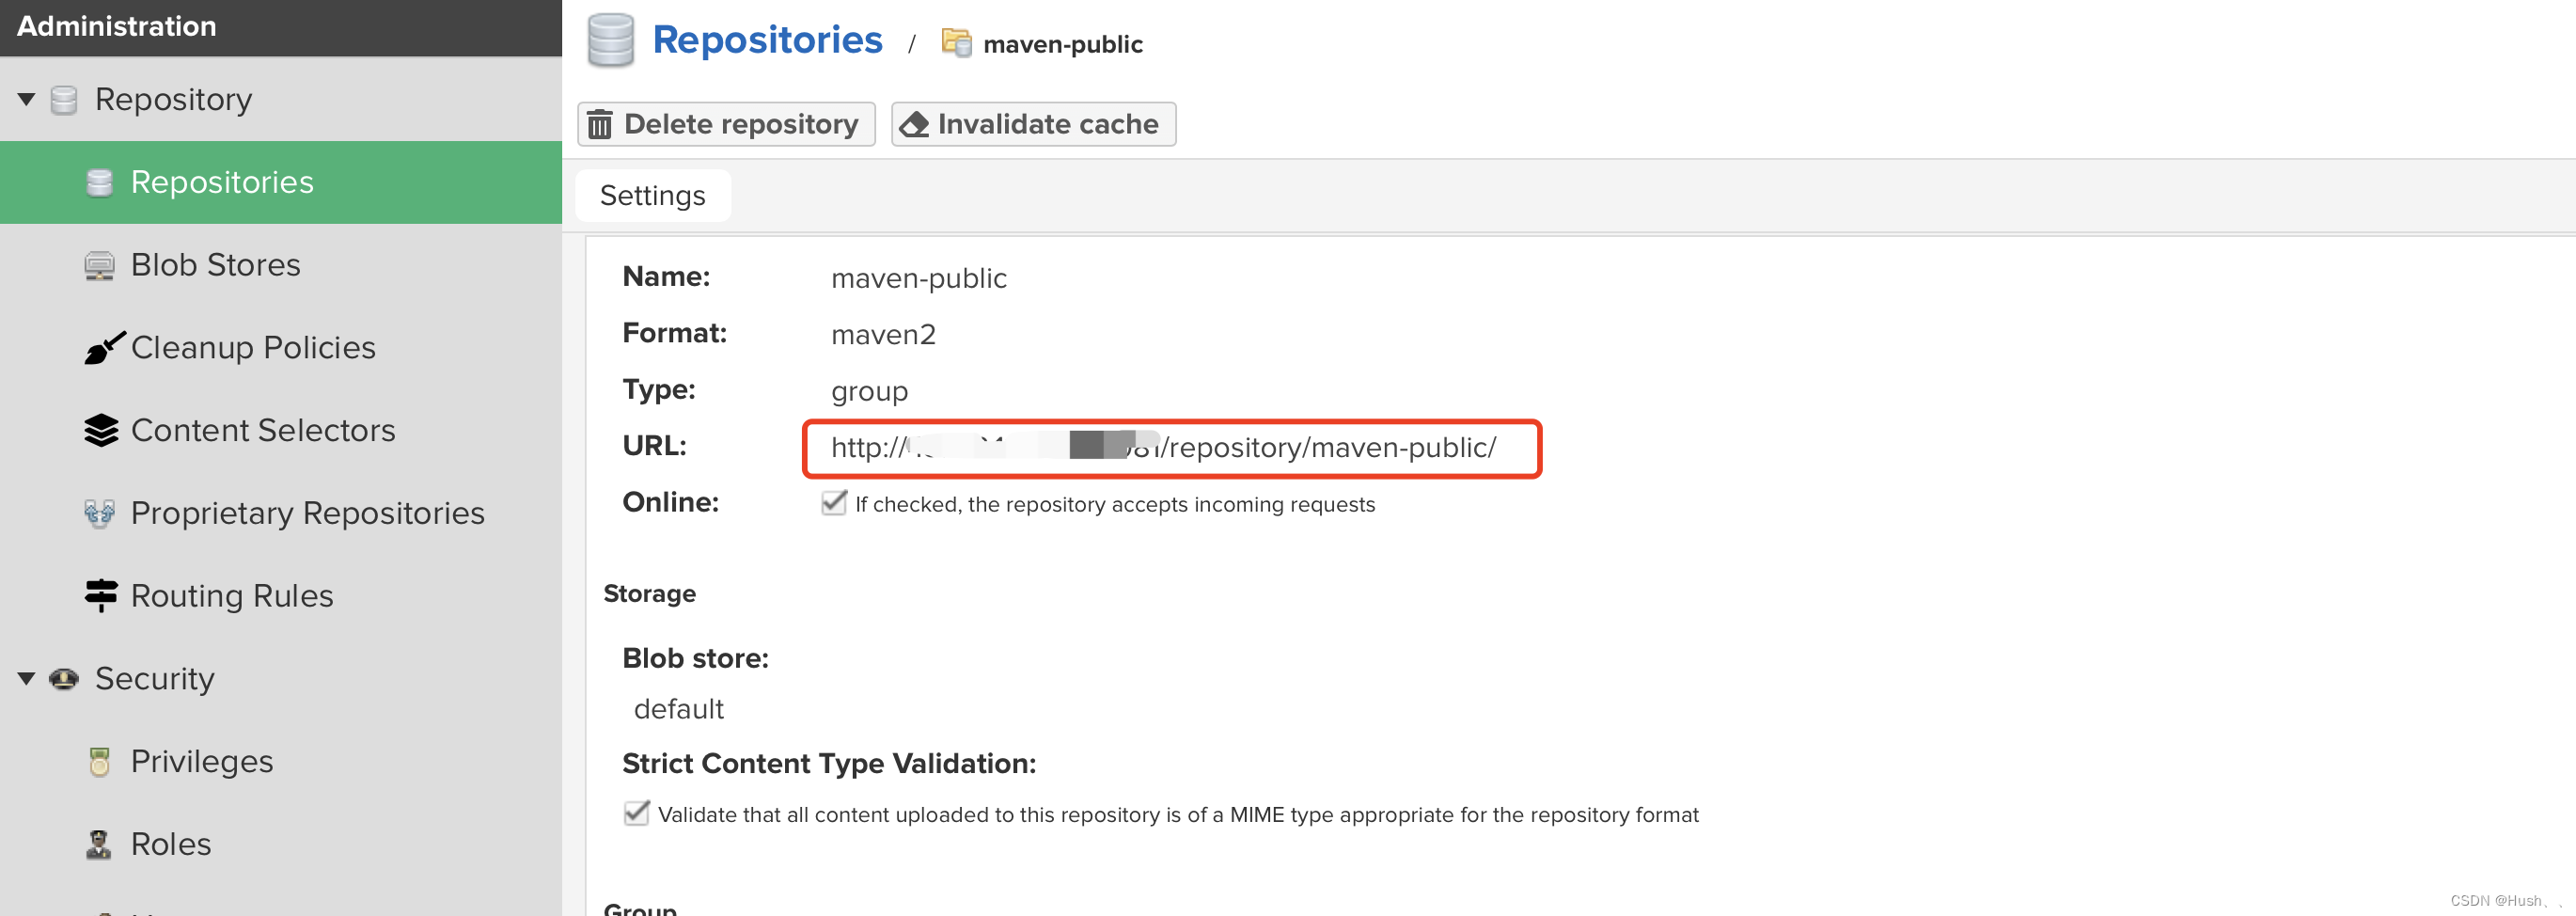 Administration
Repository
Repositories
Blob Stores
Cleanup Policies
Content Selectors
Proprietary Repositories
Routing Rules
Security
Privileges
Roles
Repositories / maven-public
Delete repository Invalidate cache
Settings
Name: maven-public
Format: maven2
Type: group
URL: http:// /repository/maven-public/
Online: If checked, the repository accepts incoming requests
Storage
Blob store:
default
Strict Content Type Validation:
Validate that all content uploaded to this repository is of a MIME type appropriate for the repository format
Group
CSDN @Hush、、